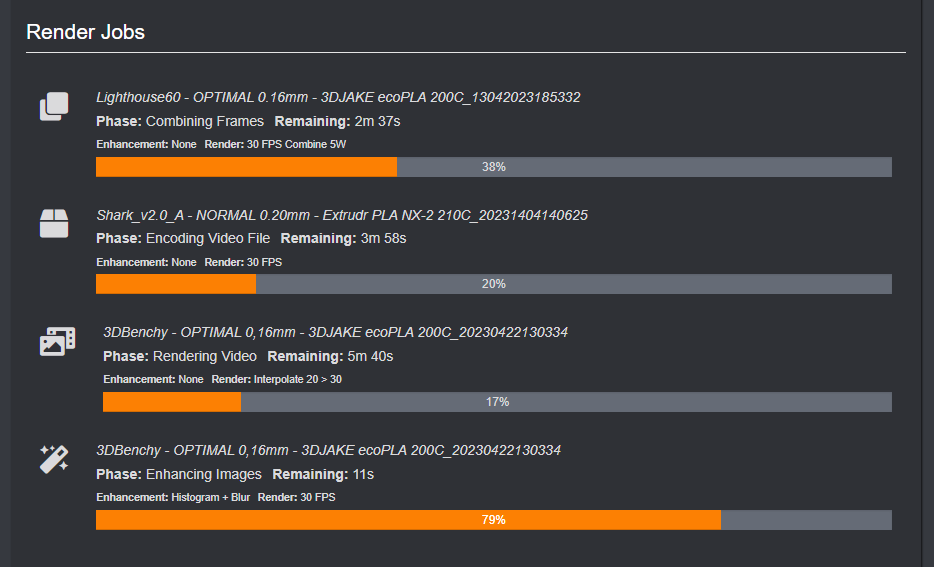 Render Jobs
Lighthouse60 - OPTIMAL 0.16mm - 3DJAKE ecoPLA 200C_13042023185332
Phase: Combining Frames Remaining: 2m 37s
Enhancement: None Render: 30 FPS Combine 5W
38%
Shark_v2.0_A - NORMAL 0.20mm - Extrudr PLA NX-2 210C_20231404140625
Phase: Encoding Video File Remaining: 3m 58s
Enhancement: None Render: 30 FPS
20%
3DBenchy - OPTIMAL 0,16mm - 3DJAKE ecoPLA 200C_20230422130334
Phase: Rendering Video Remaining: 5m 40s
Enhancement: None Render: Interpolate 20 > 30
17%
3DBenchy - OPTIMAL 0,16mm - 3DJAKE ecoPLA 200C_20230422130334
Phase: Enhancing Images Remaining: 11s
Enhancement: Histogram + Blur Render: 30 FPS
79%